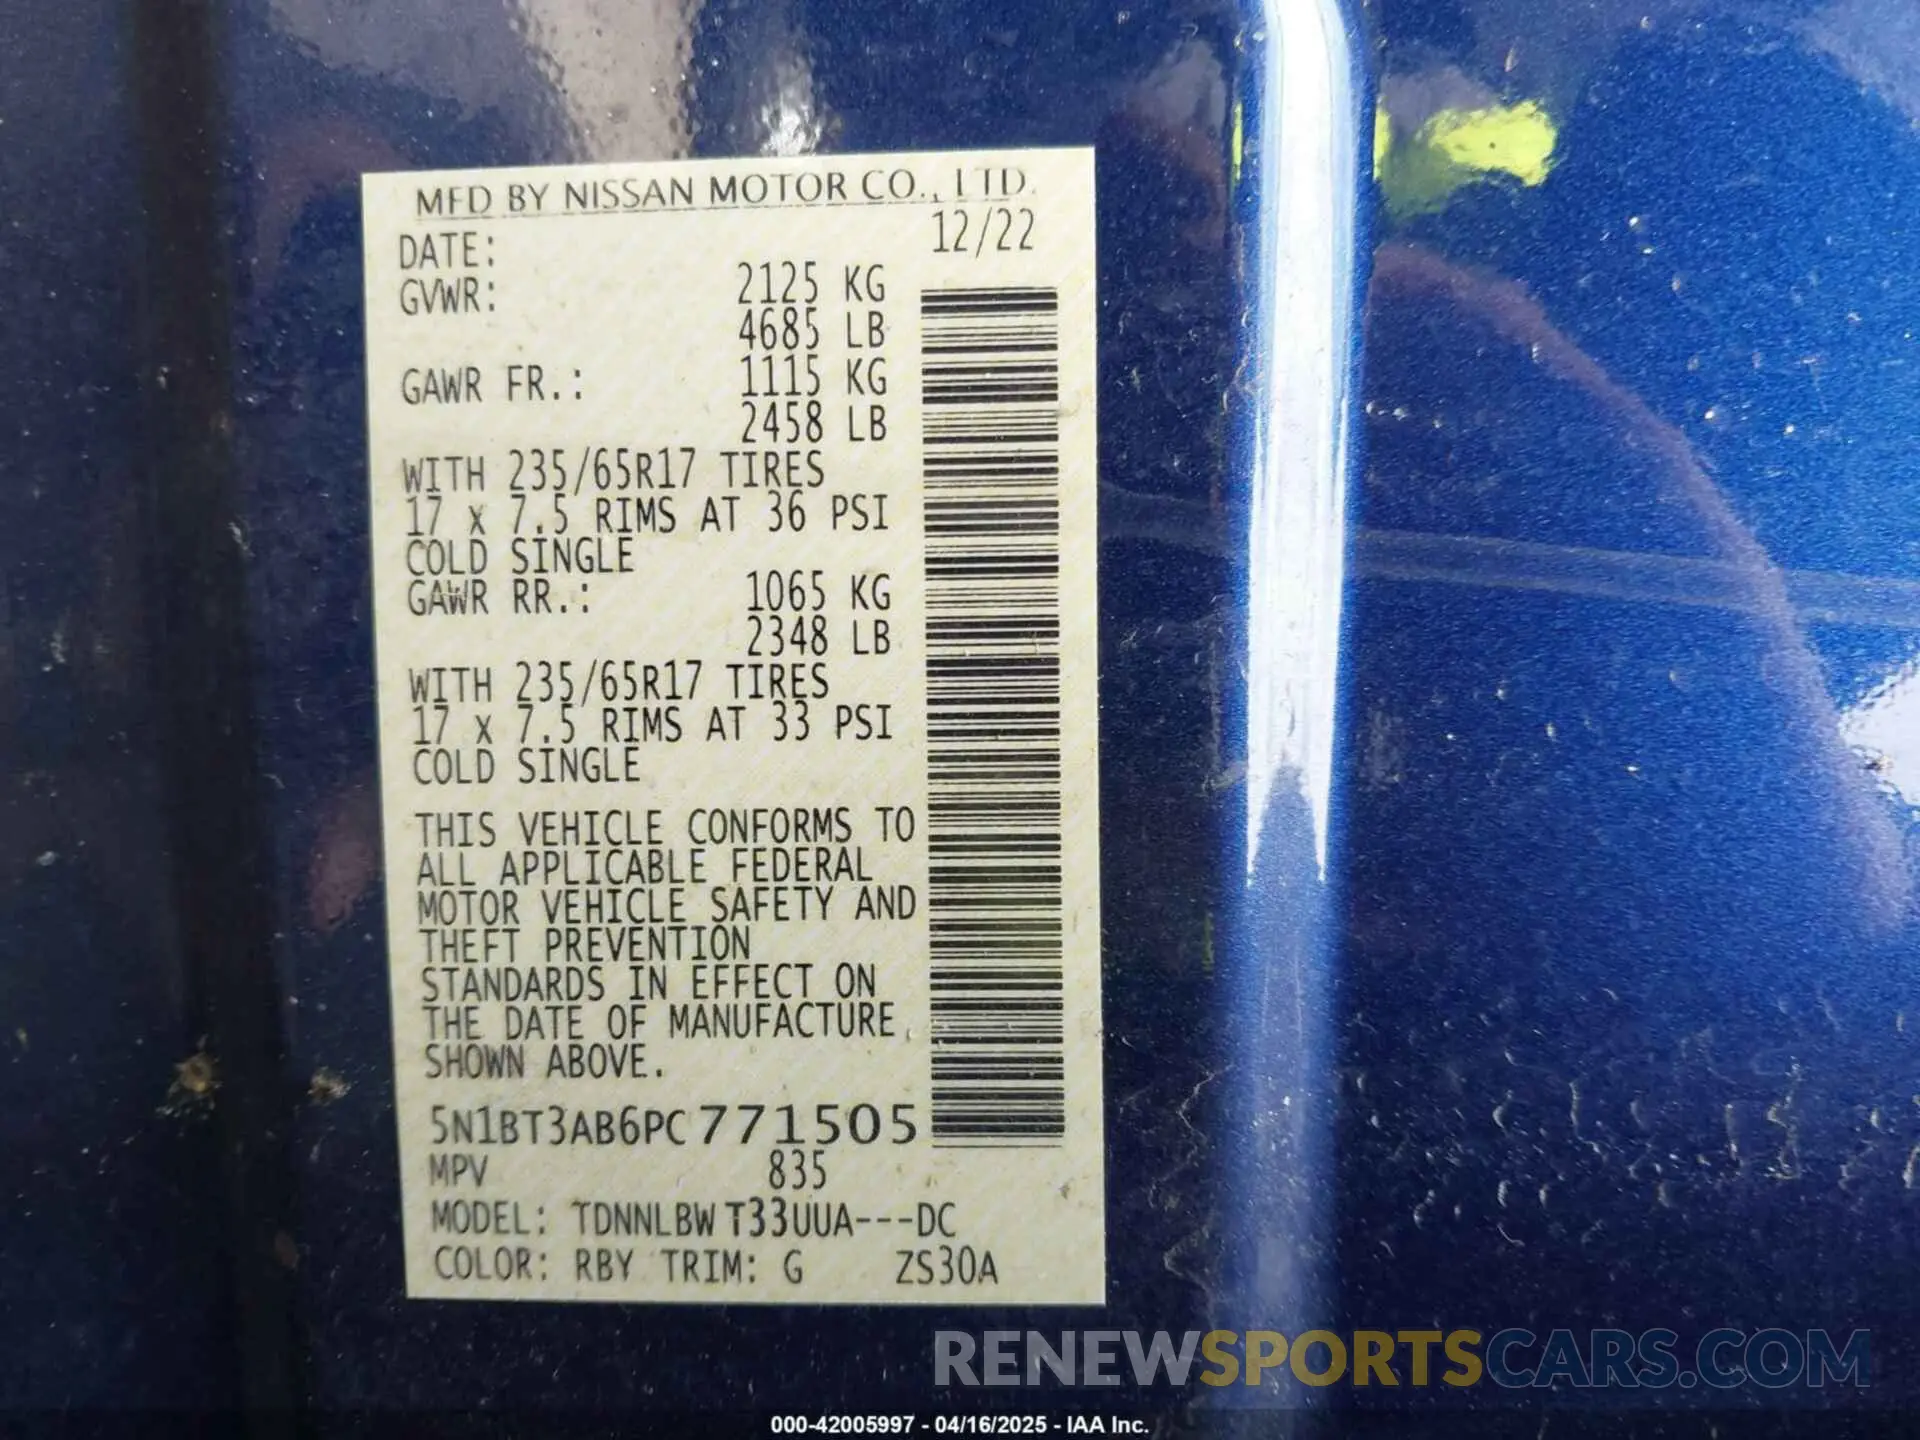 MFD BY NISSAN MOTOR CO., LTD.
DATE: 12/22
GVWR: 2125 KG
4685 LB
GAWR FR.: 1115 KG
2458 LB
WITH 235/65R17 TIRES
17 x 7.5 RIMS AT 36 PSI
COLD SINGLE
GAWR RR.: 1065 KG
2348 LB
WITH 235/65R17 TIRES
17 x 7.5 RIMS AT 33 PSI
COLD SINGLE
THIS VEHICLE CONFORMS TO
ALL APPLICABLE FEDERAL
MOTOR VEHICLE SAFETY AND
THEFT PREVENTION
STANDARDS IN EFFECT ON
THE DATE OF MANUFACTURE
SHOWN ABOVE.
5N1BT3AB6PC771505
MPV 835
MODEL: TDNNLBW T33UUA---DC
COLOR: RBY TRIM: G ZS30A
RENEWSPORTSCARS.COM
000-42005997 - 04/16/2025 - IAA Inc.